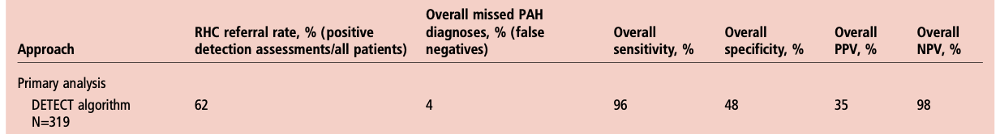 Approach
RHC referral rate, % (positive
detection assessments/all patients)
Overall missed PAH
diagnoses, % (false
negatives)
Overall
sensitivity, %
Overall
specificity, %
Overall
PPV, %
Overall
NPV, %
Primary analysis
DETECT algorithm
N=319
62
4
96
48
35
98